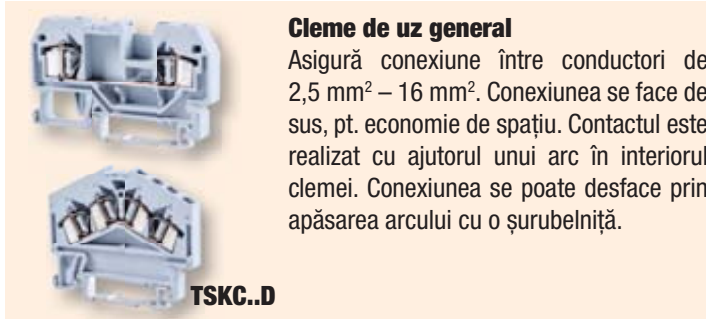 Cleme de uz general
Asigură conexiune între conductori de
2,5 mm² – 16 mm². Conexiunea se face de
sus, pt. economie de spațiu. Contactul este
realizat cu ajutorul unui arc în interiorul
clemei. Conexiunea se poate desface prin
apăsarea arcului cu o șurubelniță.
TSKC..D